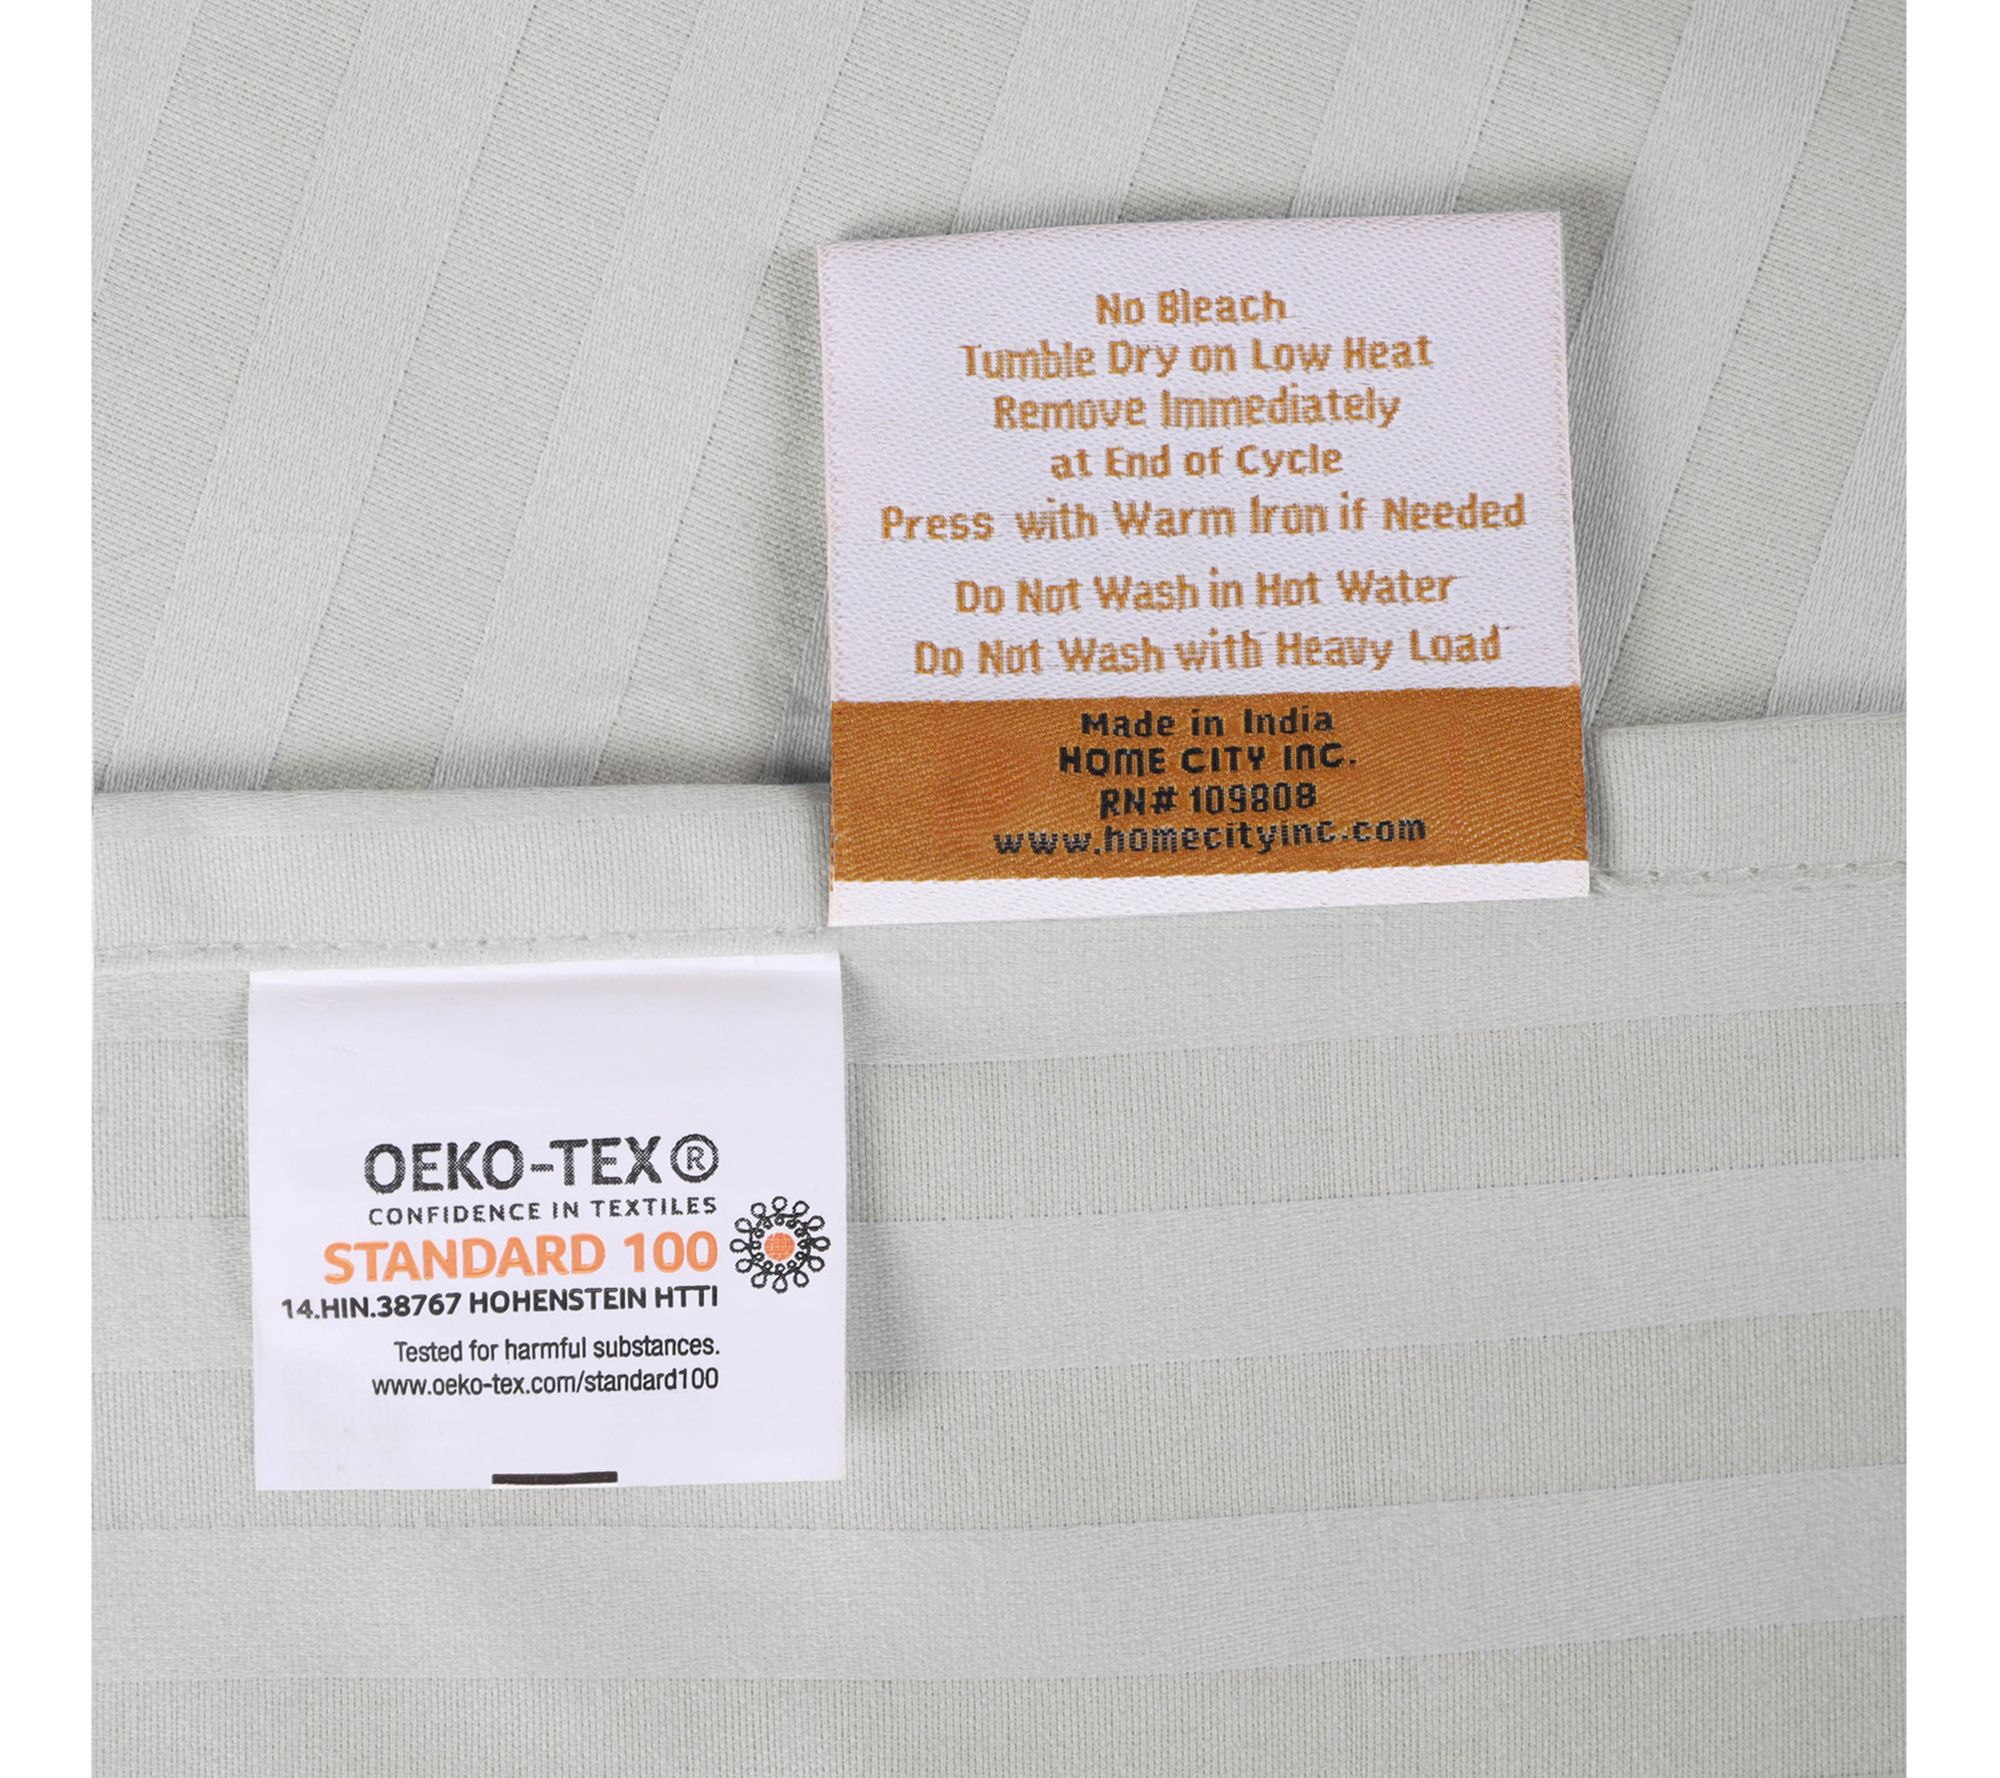 No Bleach
Tumble Dry on Low Heat
Remove Immediately
at End of Cycle
Press with Warm Iron if Needed
Do Not Wash in Hot Water
Do Not Wash with Heavy Load
Made in India
HOME CITY INC.
RN# 109808
www.homecityinc.com
OEKO-TEX®
CONFIDENCE IN TEXTILES
STANDARD 100
14.HIN.38767 HOHENSTEIN HTTI
Tested for harmful substances.
www.oeko-tex.com/standard100